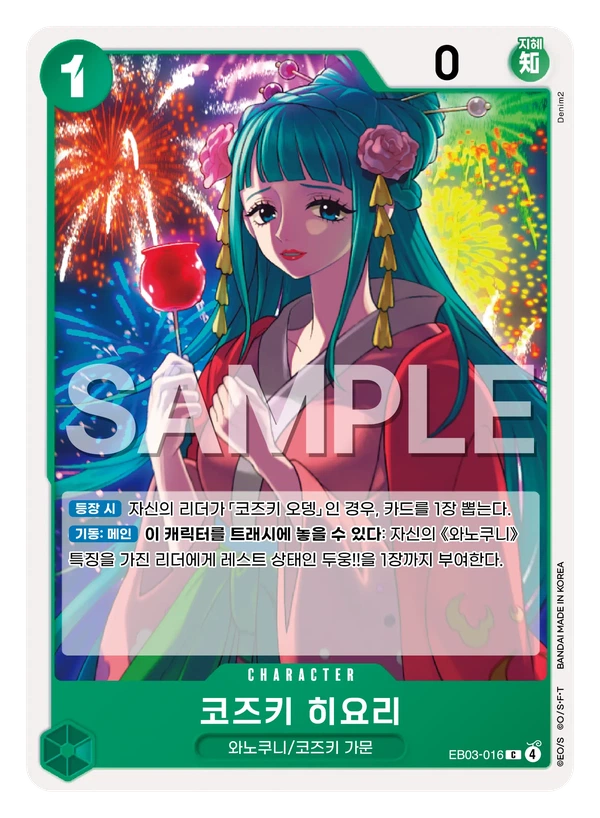 1
0
지혜
知
Denim2
SAMPLE
등장 시 자신의 리더가 「코즈키 오뎅」인 경우, 카드를 1장 뽑는다.
기동: 메인 이 캐릭터를 트래시에 놓을 수 있다: 자신의 《와노쿠니》
특징을 가진 리더에게 레스트 상태인 두웅!!을 1장까지 부여한다.
CHARACTER
코즈키 히요리
와노쿠니/코즈키 가문
EB03-016 C 4
©EO/S ©O/S·F·T BANDAI MADE IN KOREA